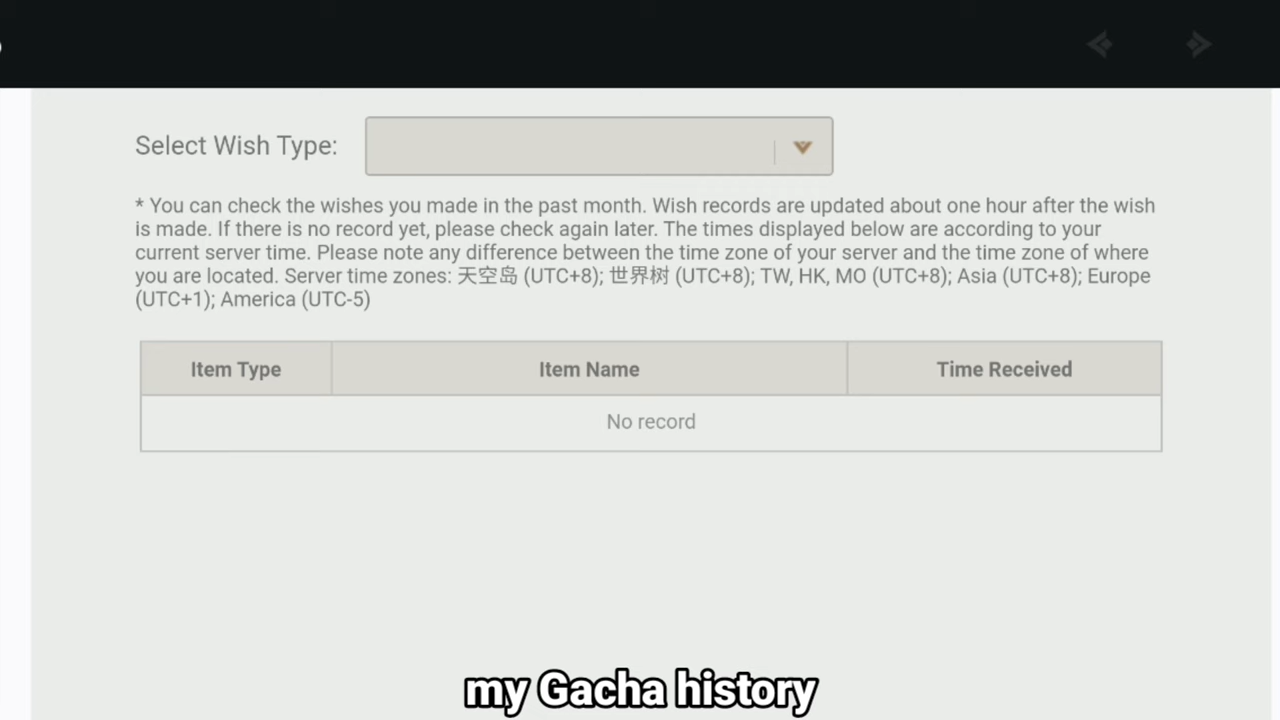 Select Wish Type:
* You can check the wishes you made in the past month. Wish records are updated about one hour after the wish
is made. If there is no record yet, please check again later. The times displayed below are according to your
current server time. Please note any difference between the time zone of your server and the time zone of where
you are located. Server time zones: 天空岛 (UTC+8); 世界树 (UTC+8); TW, HK, MO (UTC+8); Asia (UTC+8); Europe
(UTC+1); America (UTC-5)
Item Type Item Name Time Received
No record
my Gacha history